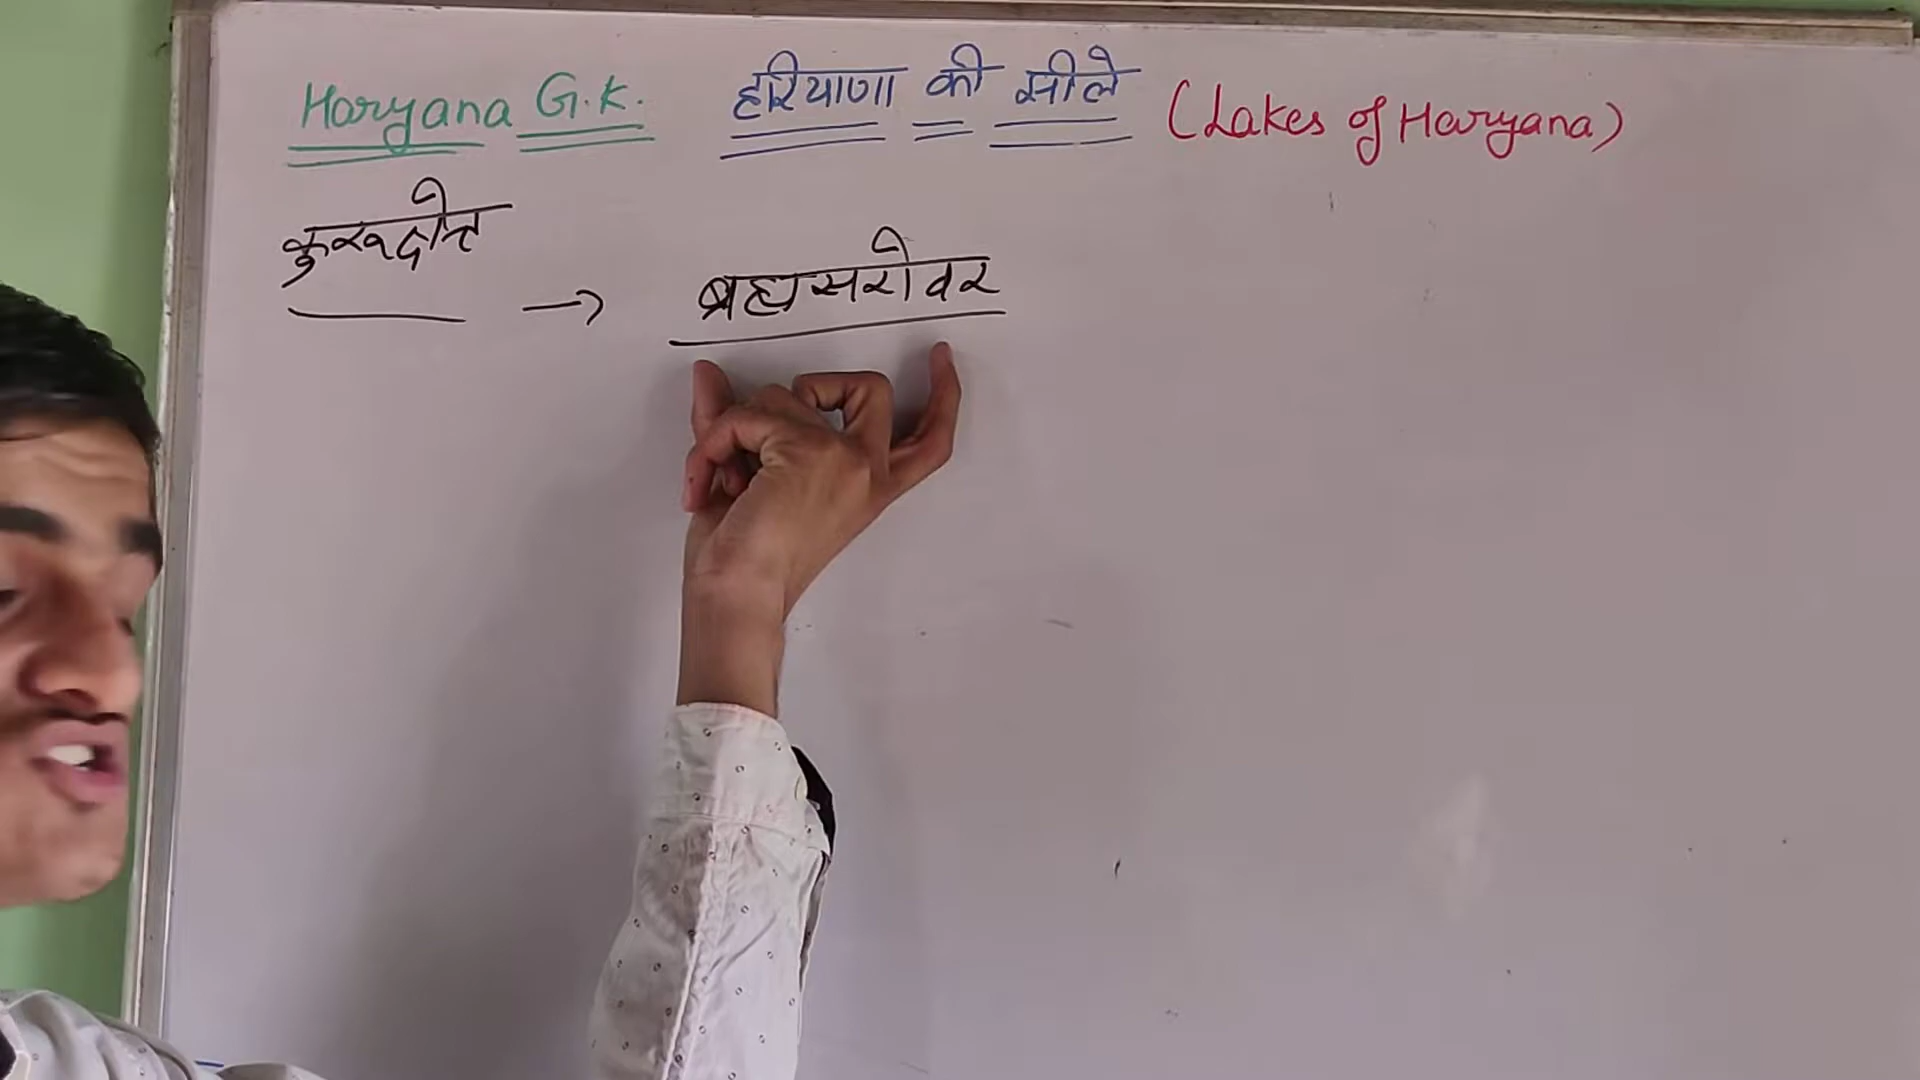 Haryana G.K. हरियाणा की झीले (Lakes of Haryana)
कुरूक्षेत्र → ब्रह्मसरोवर